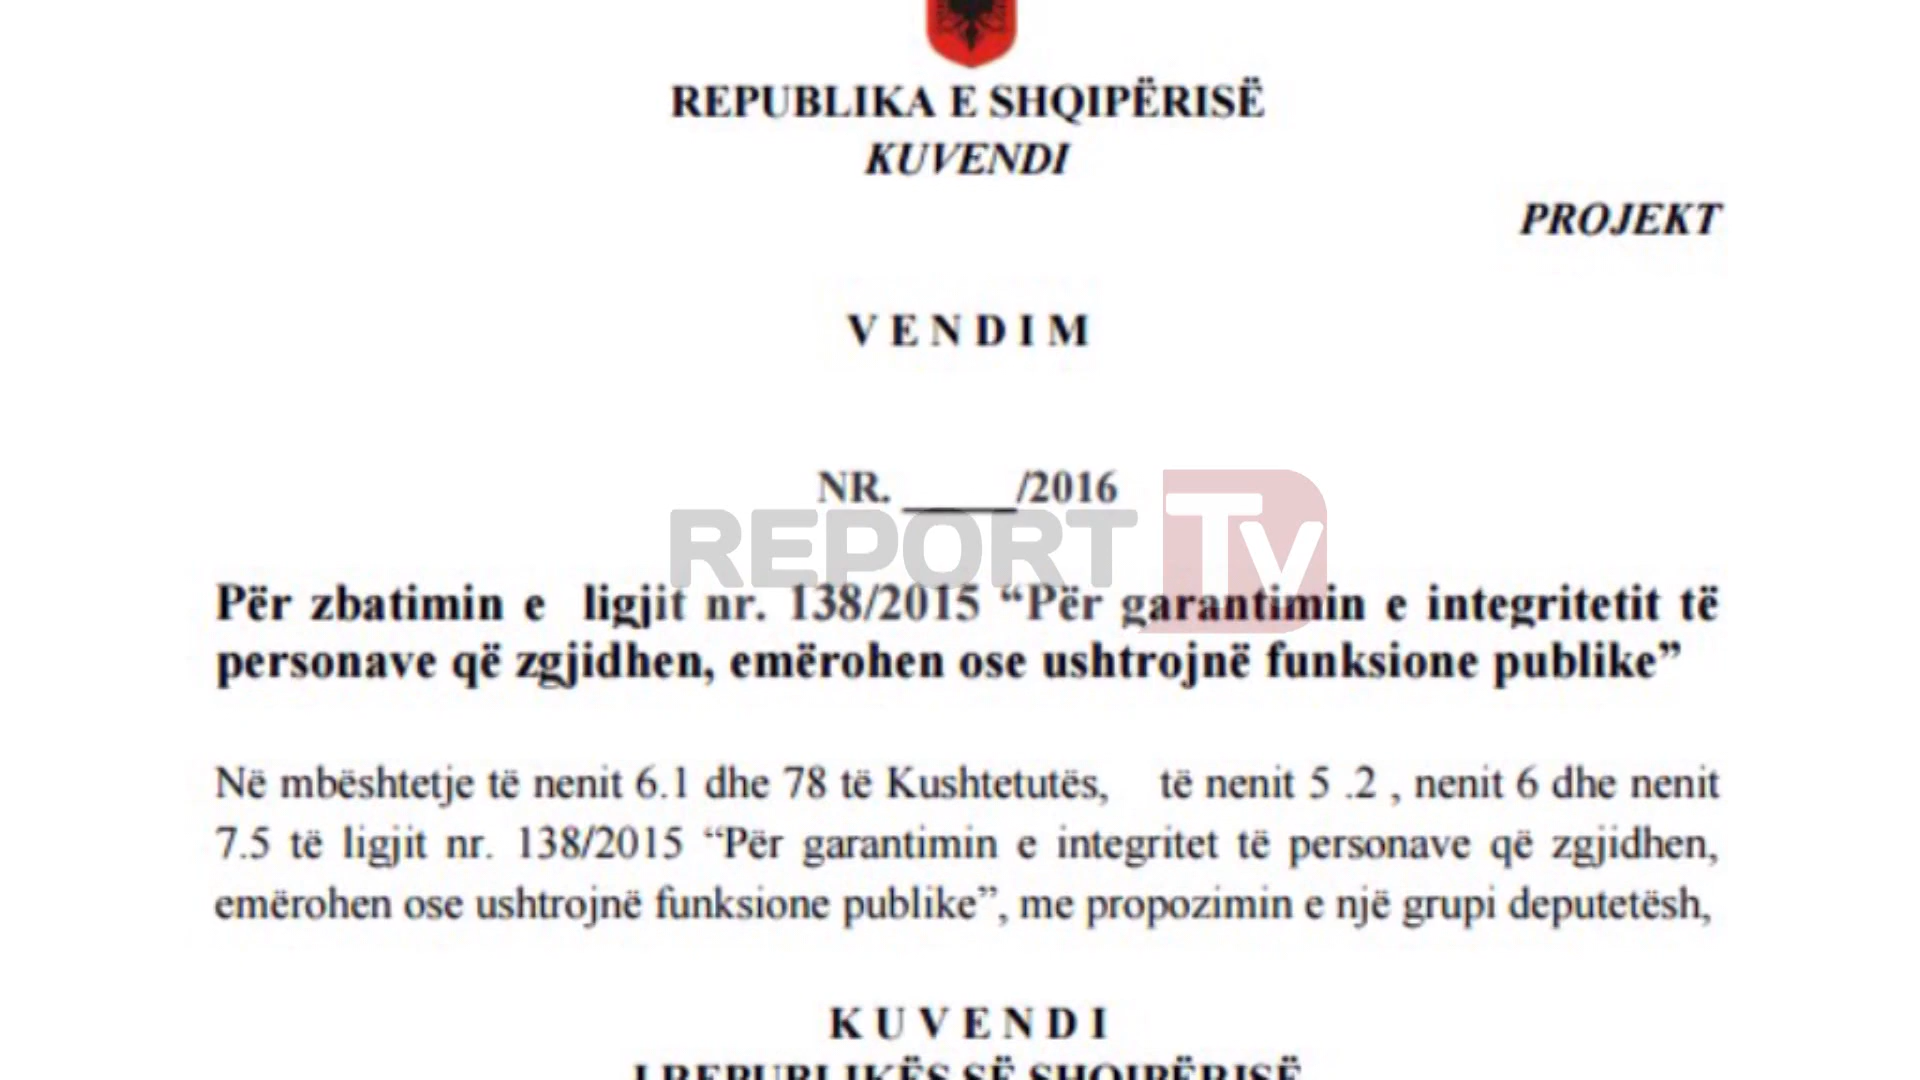 REPUBLIKA E SHQIPËRISË
KUVENDI
PROJEKT
V E N D I M
NR. _____/2016
REPORT Tv
Për zbatimin e ligjit nr. 138/2015 “Për garantimin e integritetit të
personave që zgjidhen, emërohen ose ushtrojnë funksione publike”
Në mbështetje të nenit 6.1 dhe 78 të Kushtetutës, të nenit 5 .2 , nenit 6 dhe nenit
7.5 të ligjit nr. 138/2015 “Për garantimin e integritet të personave që zgjidhen,
emërohen ose ushtrojnë funksione publike”, me propozimin e një grupi deputetësh,
K U V E N D I
I REPUBLIKËS SË SHQIPËRISË